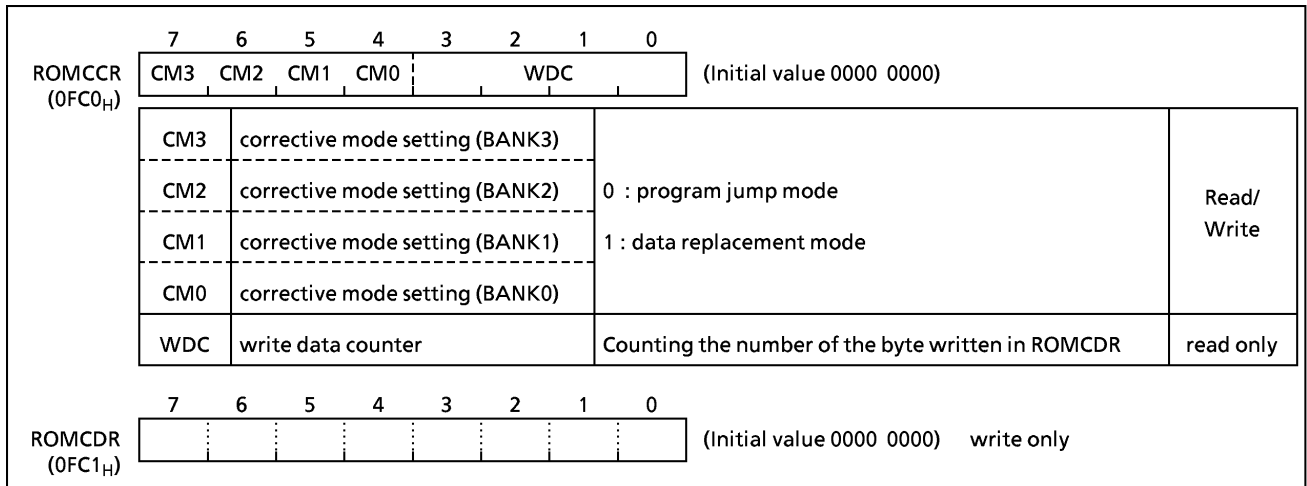 7 6 5 4 3 2 1 0
ROMCCR CM3 CM2 CM1 CM0 WDC (Initial value 0000 0000)
(0FC0H)
CM3 corrective mode setting (BANK3)
CM2 corrective mode setting (BANK2) 0 : program jump mode Read/
Write
CM1 corrective mode setting (BANK1) 1 : data replacement mode
CM0 corrective mode setting (BANK0)
WDC write data counter Counting the number of the byte written in ROMCDR read only
7 6 5 4 3 2 1 0
ROMCDR (Initial value 0000 0000) write only
(0FC1H)